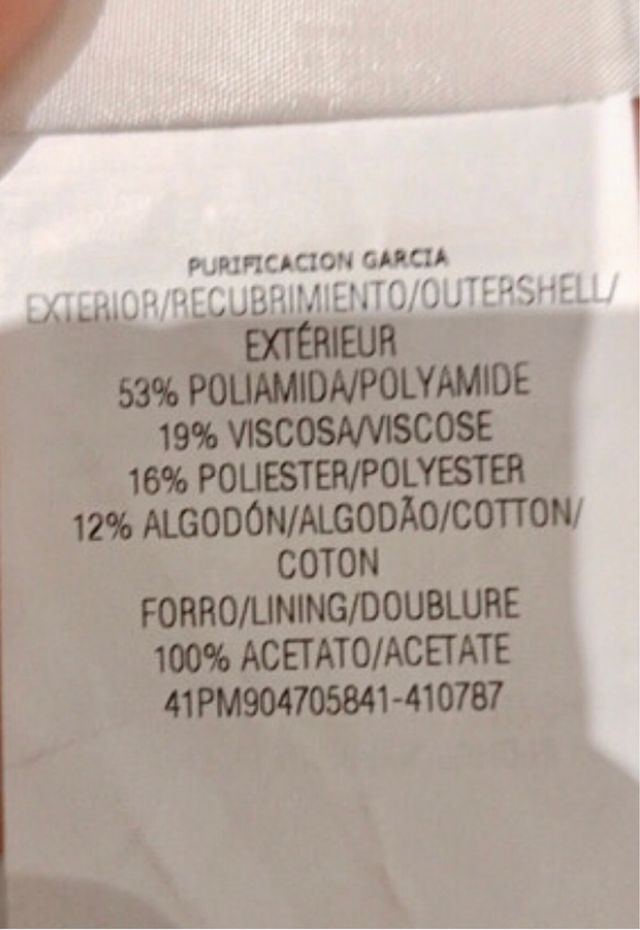 PURIFICACION GARCIA
EXTERIOR/RECUBRIMIENTO/OUTERSHELL/
EXTÉRIEUR
53% POLIAMIDA/POLYAMIDE
19% VISCOSA/VISCOSE
16% POLIESTER/POLYESTER
12% ALGODÓN/ALGODÃO/COTTON/
COTON
FORRO/LINING/DOUBLURE
100% ACETATO/ACETATE
41PM904705841-410787